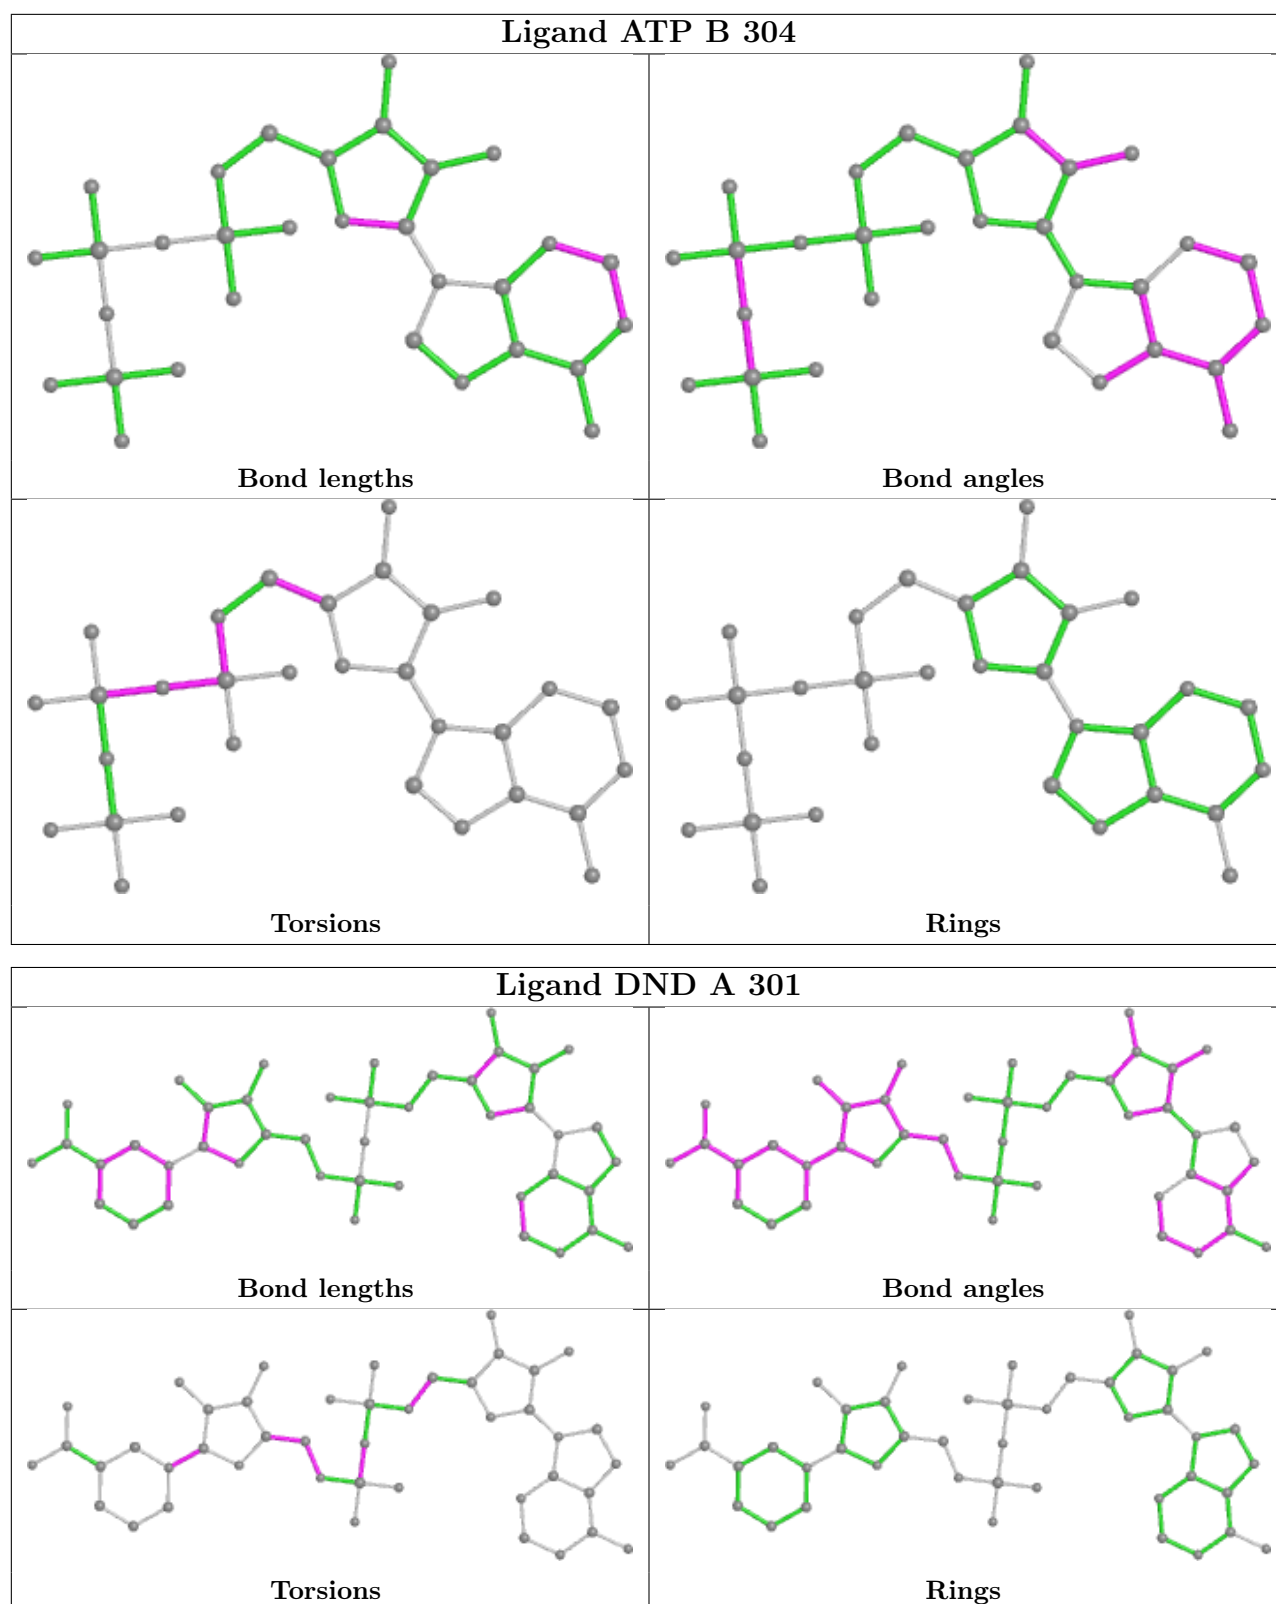 Ligand ATP B 304
Bond lengths
Bond angles
Torsions
Rings
Ligand DND A 301
Bond lengths
Bond angles
Torsions
Rings